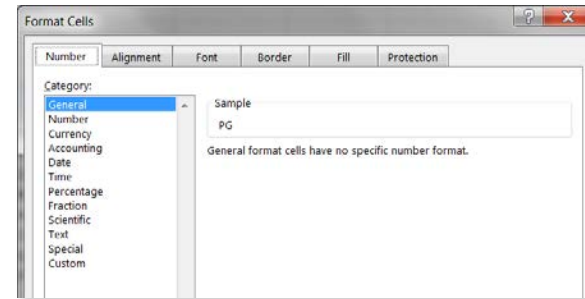 Format Cells
Number Alignment Font Border Fill Protection
Category:
General
Number
Currency
Accounting
Date
Time
Percentage
Fraction
Scientific
Text
Special
Custom
Sample
PG
General format cells have no specific number format.